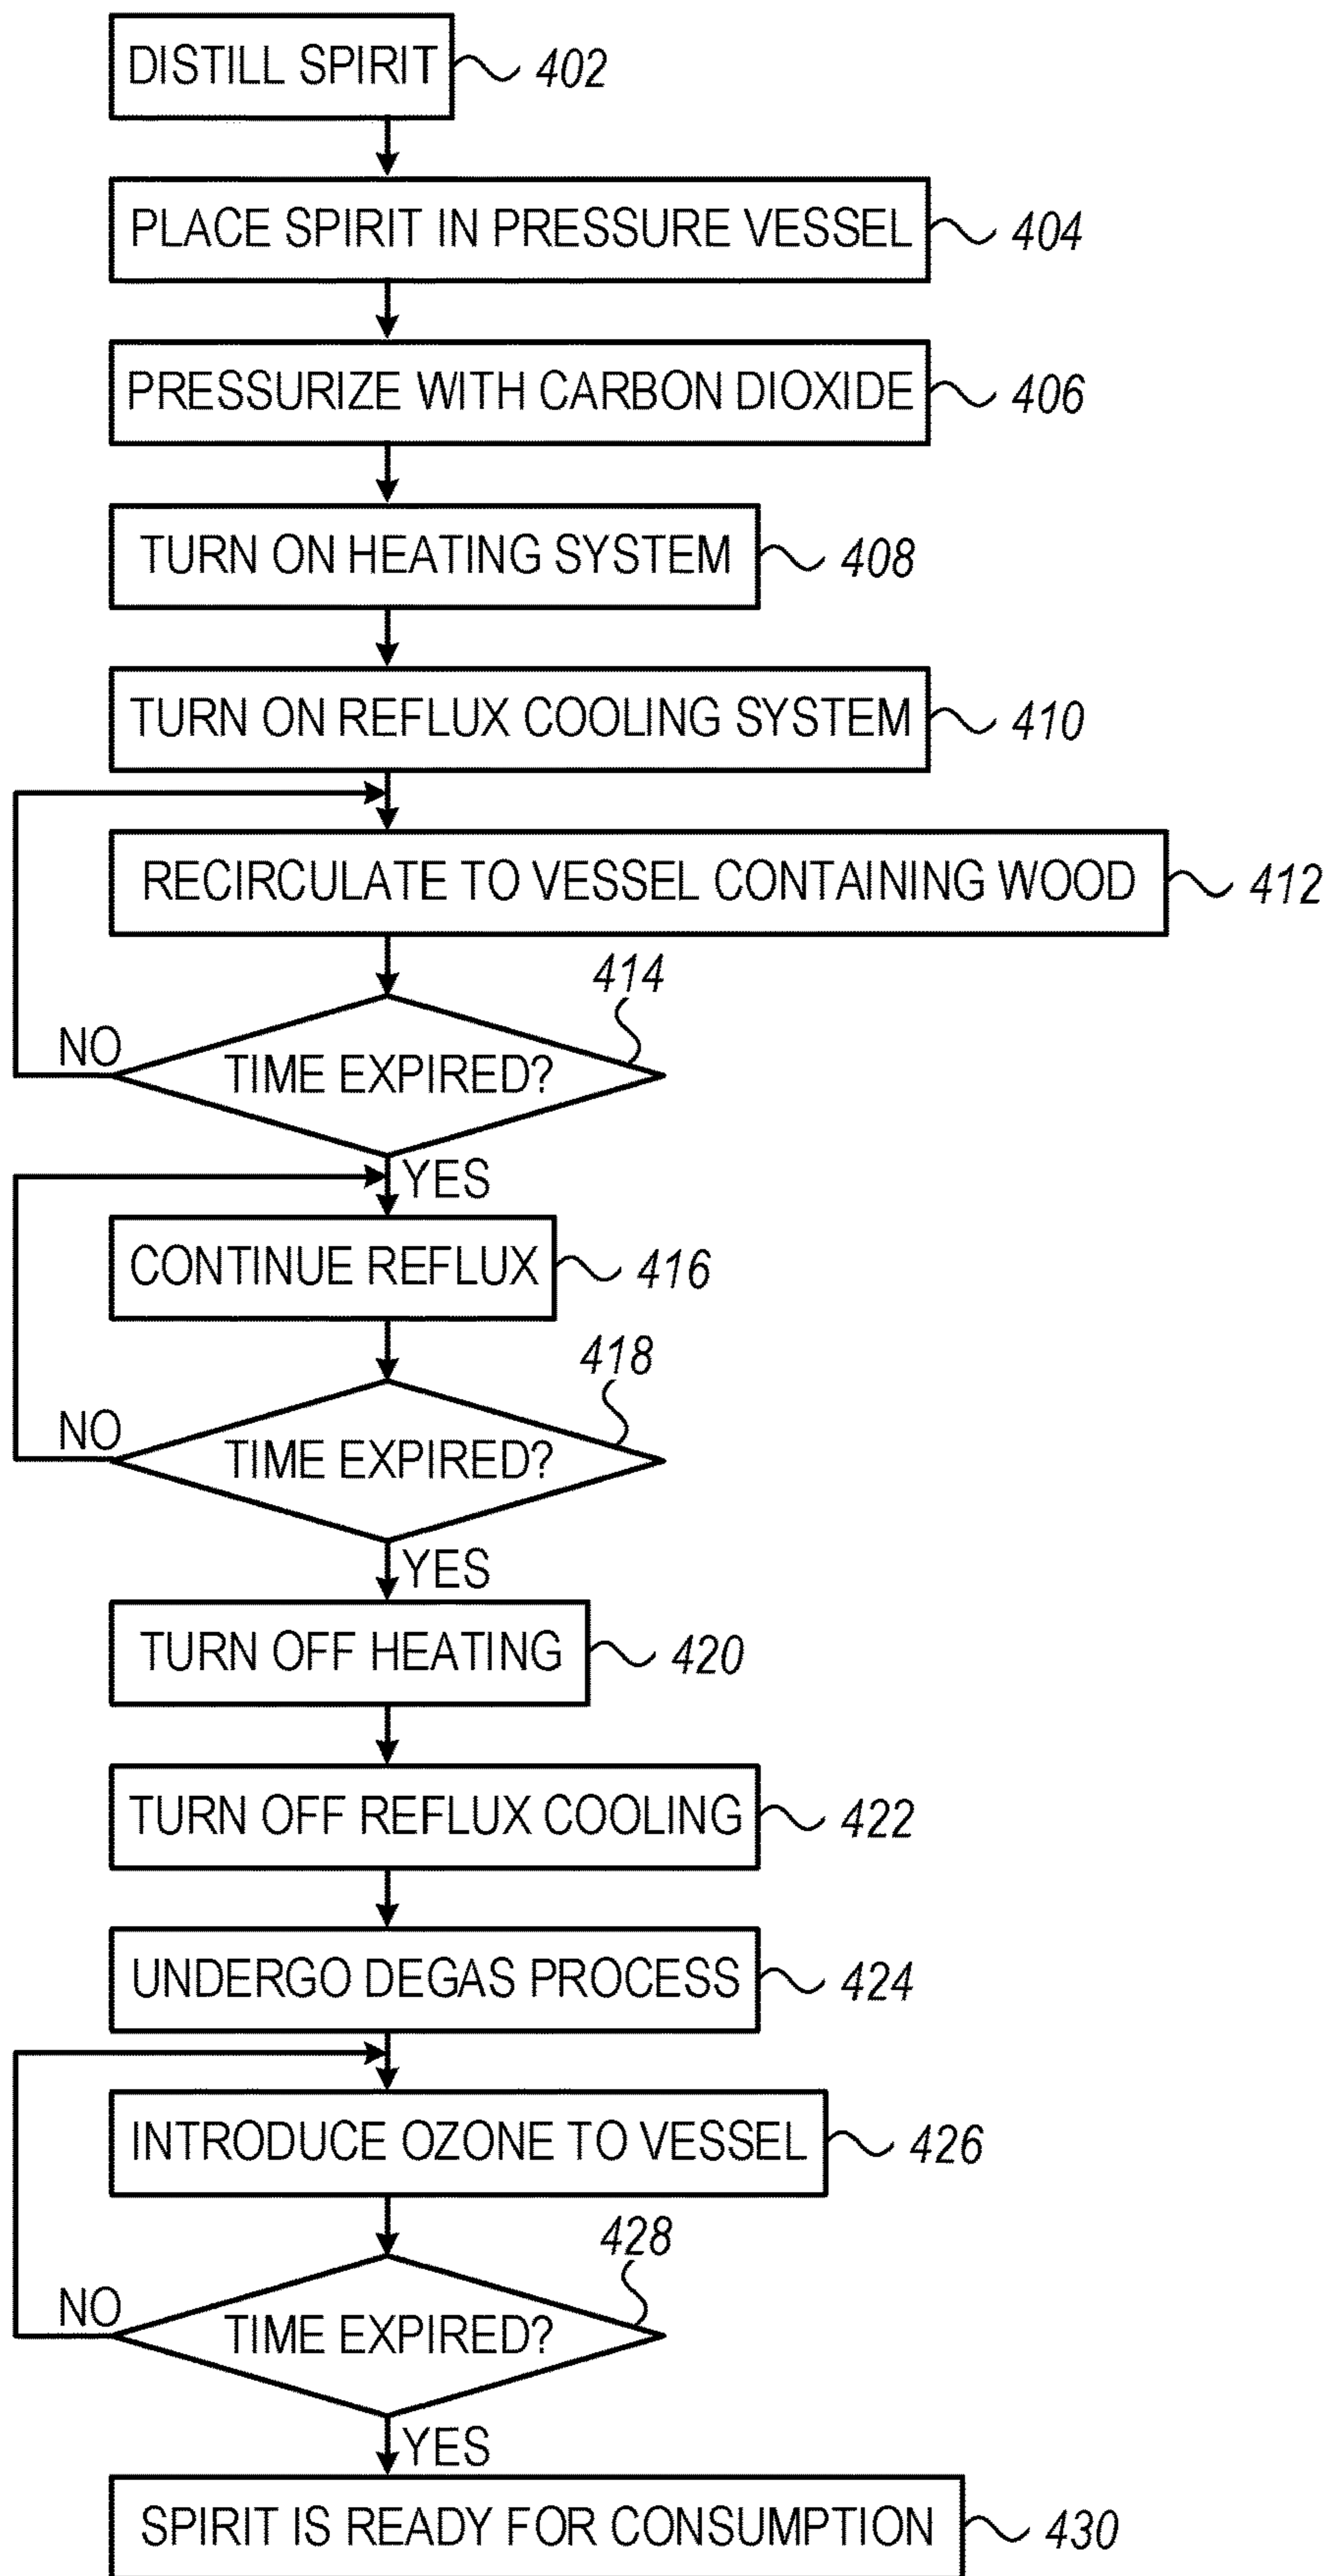 DISTILL SPIRIT 402
PLACE SPIRIT IN PRESSURE VESSEL 404
PRESSURIZE WITH CARBON DIOXIDE 406
TURN ON HEATING SYSTEM 408
TURN ON REFLUX COOLING SYSTEM 410
RECIRCULATE TO VESSEL CONTAINING WOOD 412
414
NO
TIME EXPIRED?
YES
CONTINUE REFLUX 416
418
NO
TIME EXPIRED?
YES
TURN OFF HEATING 420
TURN OFF REFLUX COOLING 422
UNDERGO DEGAS PROCESS 424
INTRODUCE OZONE TO VESSEL 426
428
NO
TIME EXPIRED?
YES
SPIRIT IS READY FOR CONSUMPTION 430